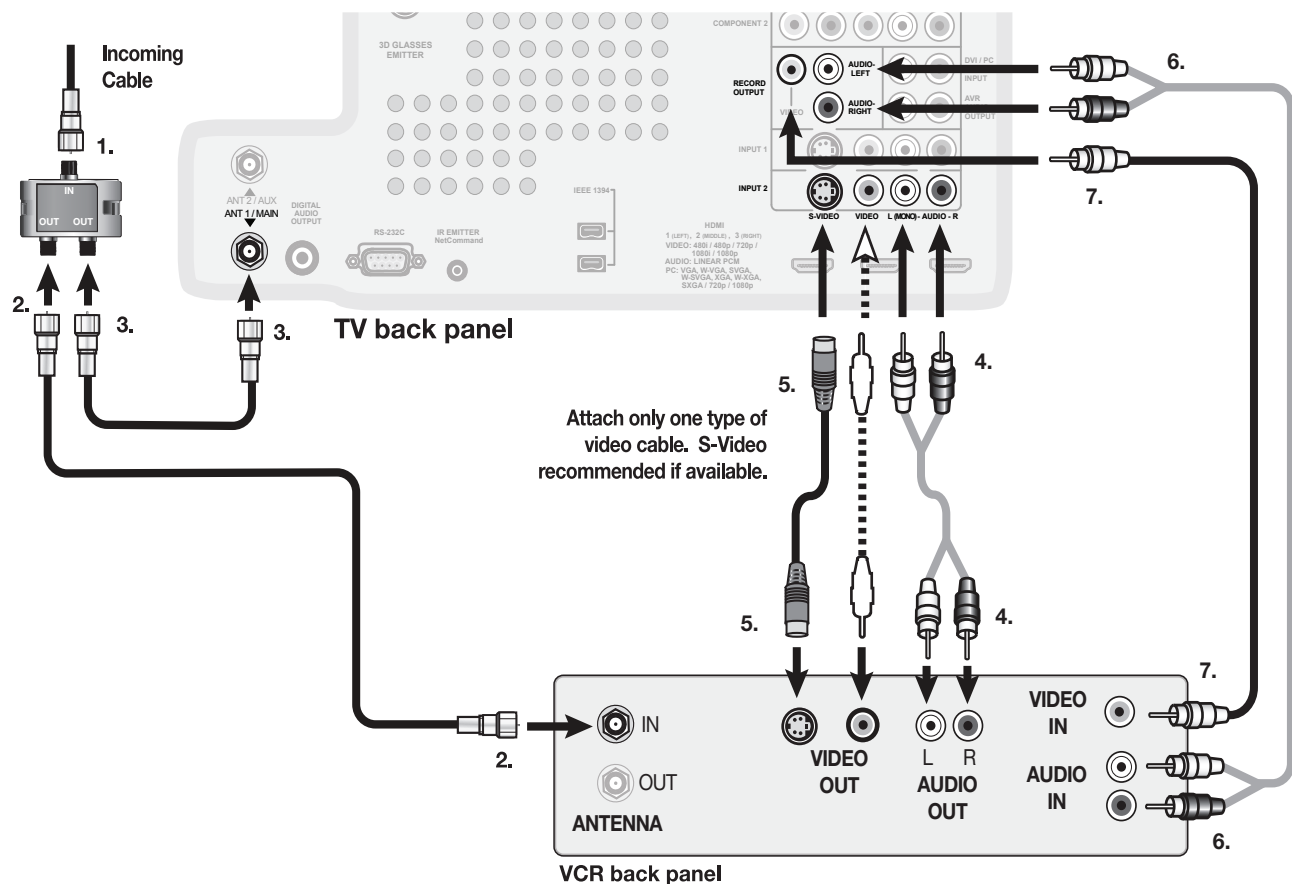 Incoming
Cable
1.
IN
OUT OUT
2.
3.
3.
3D GLASSES
EMITTER
ANT 2 / AUX
ANT 1 / MAIN
DIGITAL
AUDIO
OUTPUT
RS-232C
IR EMITTER
NetCommand
IEEE 1394
COMPONENT 2
RECORD
OUTPUT
VIDEO
AUDIO-
LEFT
AUDIO-
RIGHT
DVI / PC
INPUT
AVR
OUTPUT
INPUT 1
INPUT 2
S-VIDEO VIDEO L (MONO)- AUDIO - R
HDMI
1 (LEFT), 2 (MIDDLE), 3 (RIGHT)
VIDEO: 480i / 480p / 720p /
1080i / 1080p
AUDIO: LINEAR PCM
PC: VGA, W-VGA, SVGA,
W-SVGA, XGA, W-XGA,
SXGA / 720p / 1080p
6.
7.
TV back panel
5.
4.
Attach only one type of
video cable. S-Video
recommended if available.
5.
4.
2.
IN
OUT
ANTENNA
VIDEO
OUT
L R
AUDIO
OUT
VIDEO
IN
AUDIO
IN
7.
6.
VCR back panel